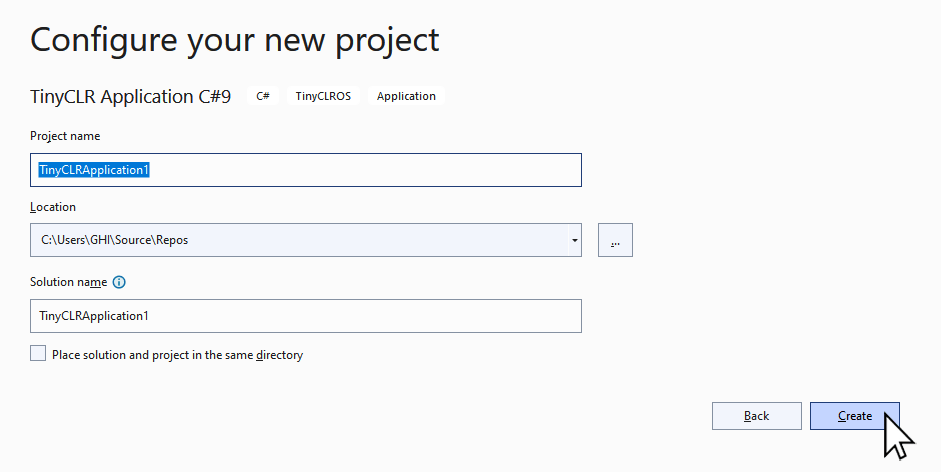 Configure your new project
TinyCLR Application C#9 C# TinyCLROS Application
Project name
TinyCLRApplication1
Location
C:\Users\GHI\Source\Repos
...
Solution name
TinyCLRApplication1
Place solution and project in the same directory
Back Create